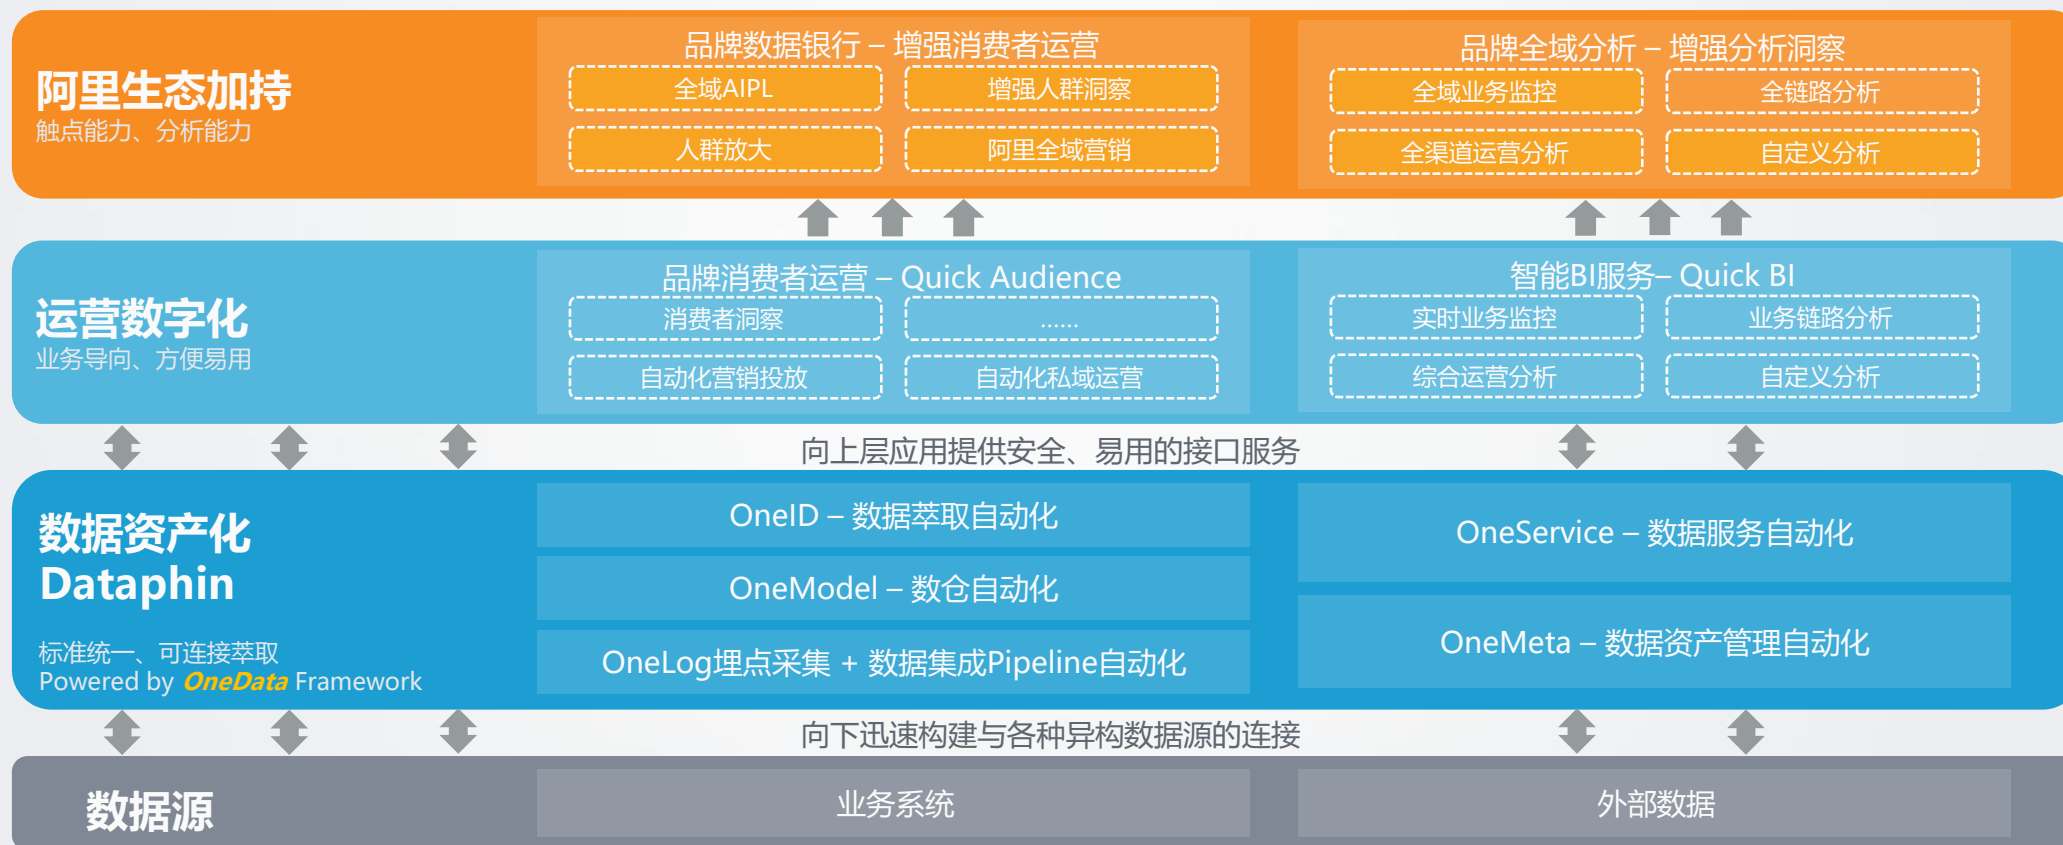 阿里生态加持
触点能力、分析能力
品牌数据银行 – 增强消费者运营
全域AIPL
增强人群洞察
人群放大
阿里全域营销
品牌全域分析 – 增强分析洞察
全域业务监控
全链路分析
全渠道运营分析
自定义分析
运营数字化
业务导向、方便易用
品牌消费者运营 – Quick Audience
消费者洞察
......
自动化营销投放
自动化私域运营
智能BI服务– Quick BI
实时业务监控
业务链路分析
综合运营分析
自定义分析
向上层应用提供安全、易用的接口服务
数据资产化
Dataphin
标准统一、可连接萃取
Powered by OneData Framework
OneID – 数据萃取自动化
OneModel – 数仓自动化
OneLog埋点采集 + 数据集成Pipeline自动化
OneService – 数据服务自动化
OneMeta – 数据资产管理自动化
向下迅速构建与各种异构数据源的连接
数据源
业务系统
外部数据